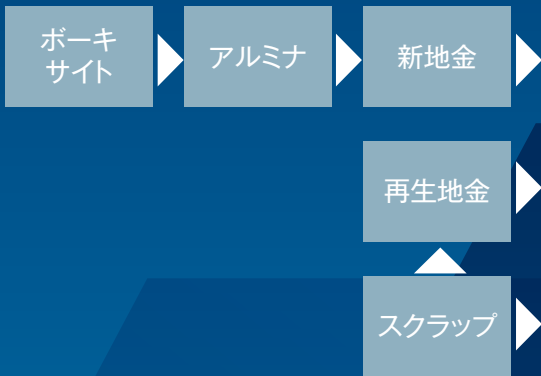 ボーキ
サイト
アルミナ
新地金
再生地金
スクラップ